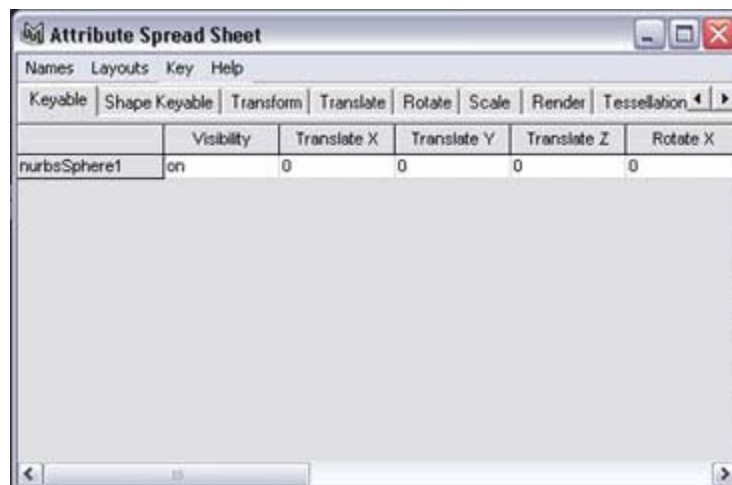 Attribute Spread Sheet
Names Layouts Key Help
Keyable Shape Keyable Transform Translate Rotate Scale Render Tessellation
Visibility Translate X Translate Y Translate Z Rotate X
nurbsSphere1 on 0 0 0 0